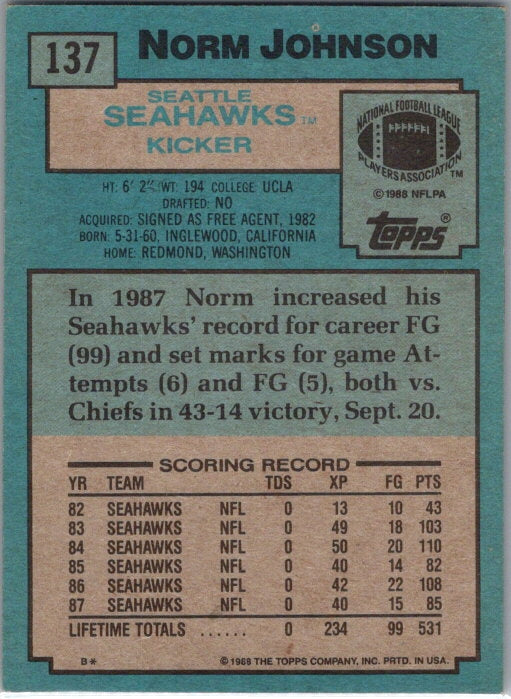 137
NORM JOHNSON
SEATTLE
SEAHAWKS TM
KICKER
NATIONAL FOOTBALL LEAGUE
PLAYERS ASSOCIATION TM
© 1988 NFLPA
Topps ®
HT: 6' 2" WT: 194 COLLEGE: UCLA
DRAFTED: NO
ACQUIRED: SIGNED AS FREE AGENT, 1982
BORN: 5-31-60, INGLEWOOD, CALIFORNIA
HOME: REDMOND, WASHINGTON
In 1987 Norm increased his
Seahawks' record for career FG
(99) and set marks for game At-
tempts (6) and FG (5), both vs.
Chiefs in 43-14 victory, Sept. 20.
SCORING RECORD
YR TEAM TDS XP FG PTS
82 SEAHAWKS NFL 0 13 10 43
83 SEAHAWKS NFL 0 49 18 103
84 SEAHAWKS NFL 0 50 20 110
85 SEAHAWKS NFL 0 40 14 82
86 SEAHAWKS NFL 0 42 22 108
87 SEAHAWKS NFL 0 40 15 85
LIFETIME TOTALS ...... 0 234 99 531
B* © 1988 THE TOPPS COMPANY, INC. PRTD. IN USA.